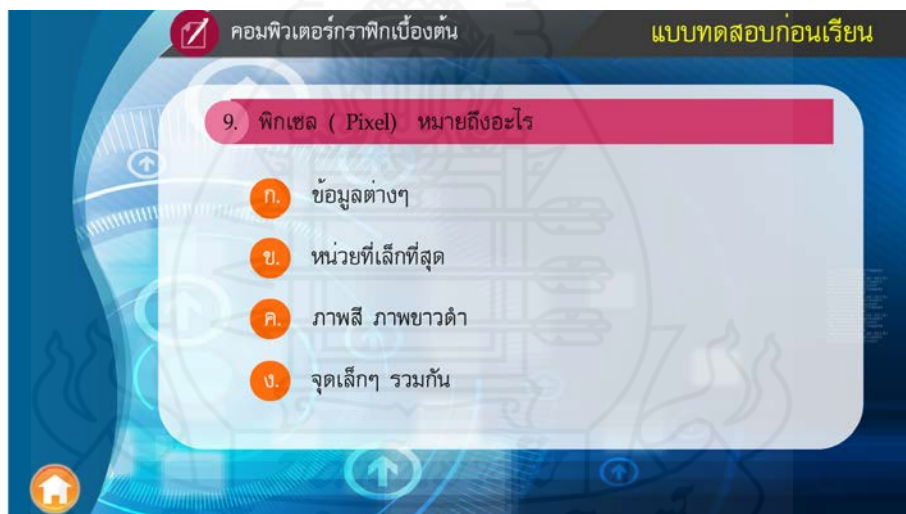 คอมพิวเตอร์กราฟิกเบื้องต้น
แบบทดสอบก่อนเรียน
9. พิกเซล ( Pixel) หมายถึงอะไร
ก. ข้อมูลต่างๆ
ข. หน่วยที่เล็กที่สุด
ค. ภาพสี ภาพขาวดำ
ง. จุดเล็กๆ รวมกัน